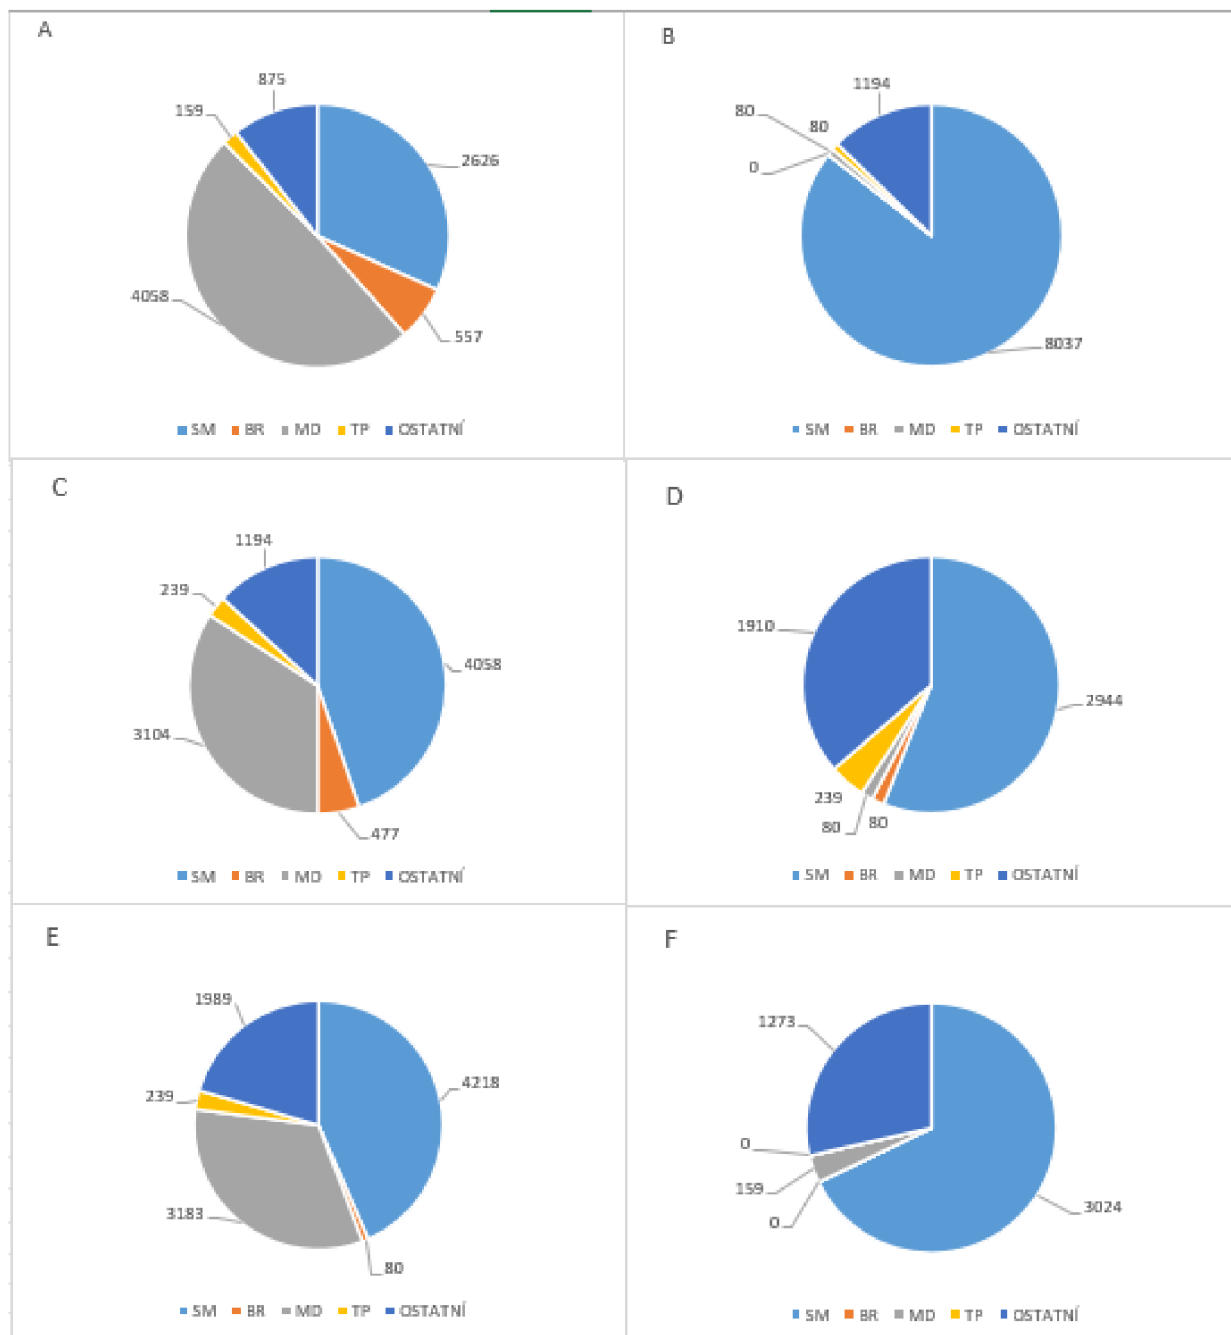 A
875
159
2626
4058
557
SM BR MD TP OSTATNÍ
B
1194
80
80
0
8037
SM BR MD TP OSTATNÍ
C
1194
239
4058
3104
477
SM BR MD TP OSTATNÍ
D
1910
2944
239
80
80
SM BR MD TP OSTATNÍ
E
1989
4218
239
3183
80
SM BR MD TP OSTATNÍ
F
1273
0
159
0
3024
SM BR MD TP OSTATNÍ